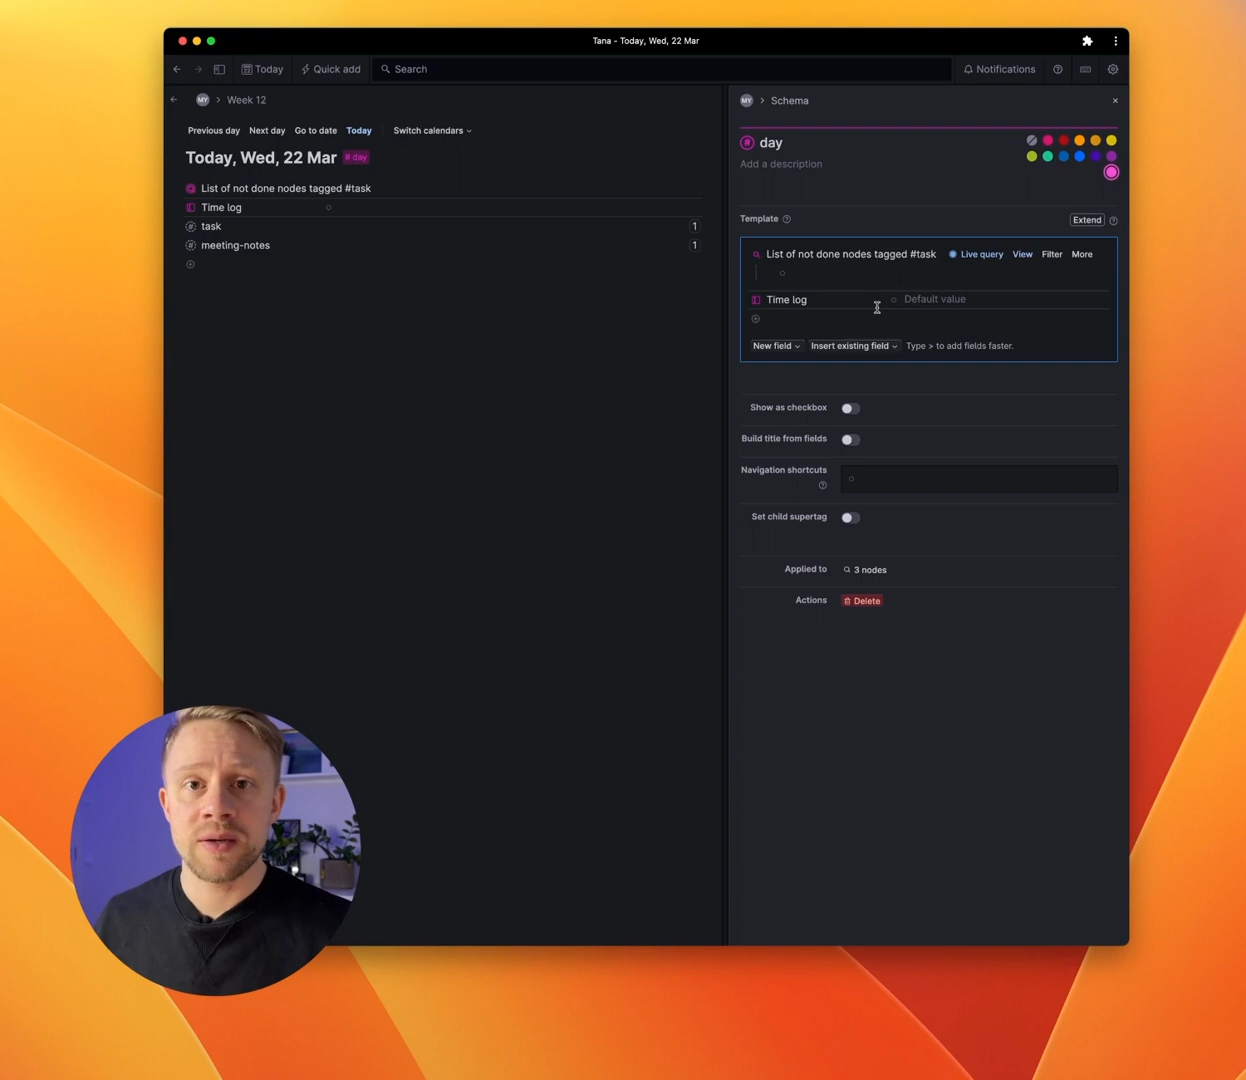 Tana - Today, Wed, 22 Mar
Today
Quick add
Search
Notifications
MY > Week 12
Previous day Next day Go to date Today Switch calendars
Today, Wed, 22 Mar # day
List of not done nodes tagged #task
Time log
task 1
meeting-notes 1
MY > Schema
# day
Add a description
Template Extend
List of not done nodes tagged #task Live query View Filter More
Time log Default value
New field Insert existing field Type > to add fields faster.
Show as checkbox
Build title from fields
Navigation shortcuts
Set child supertag
Applied to 3 nodes
Actions Delete